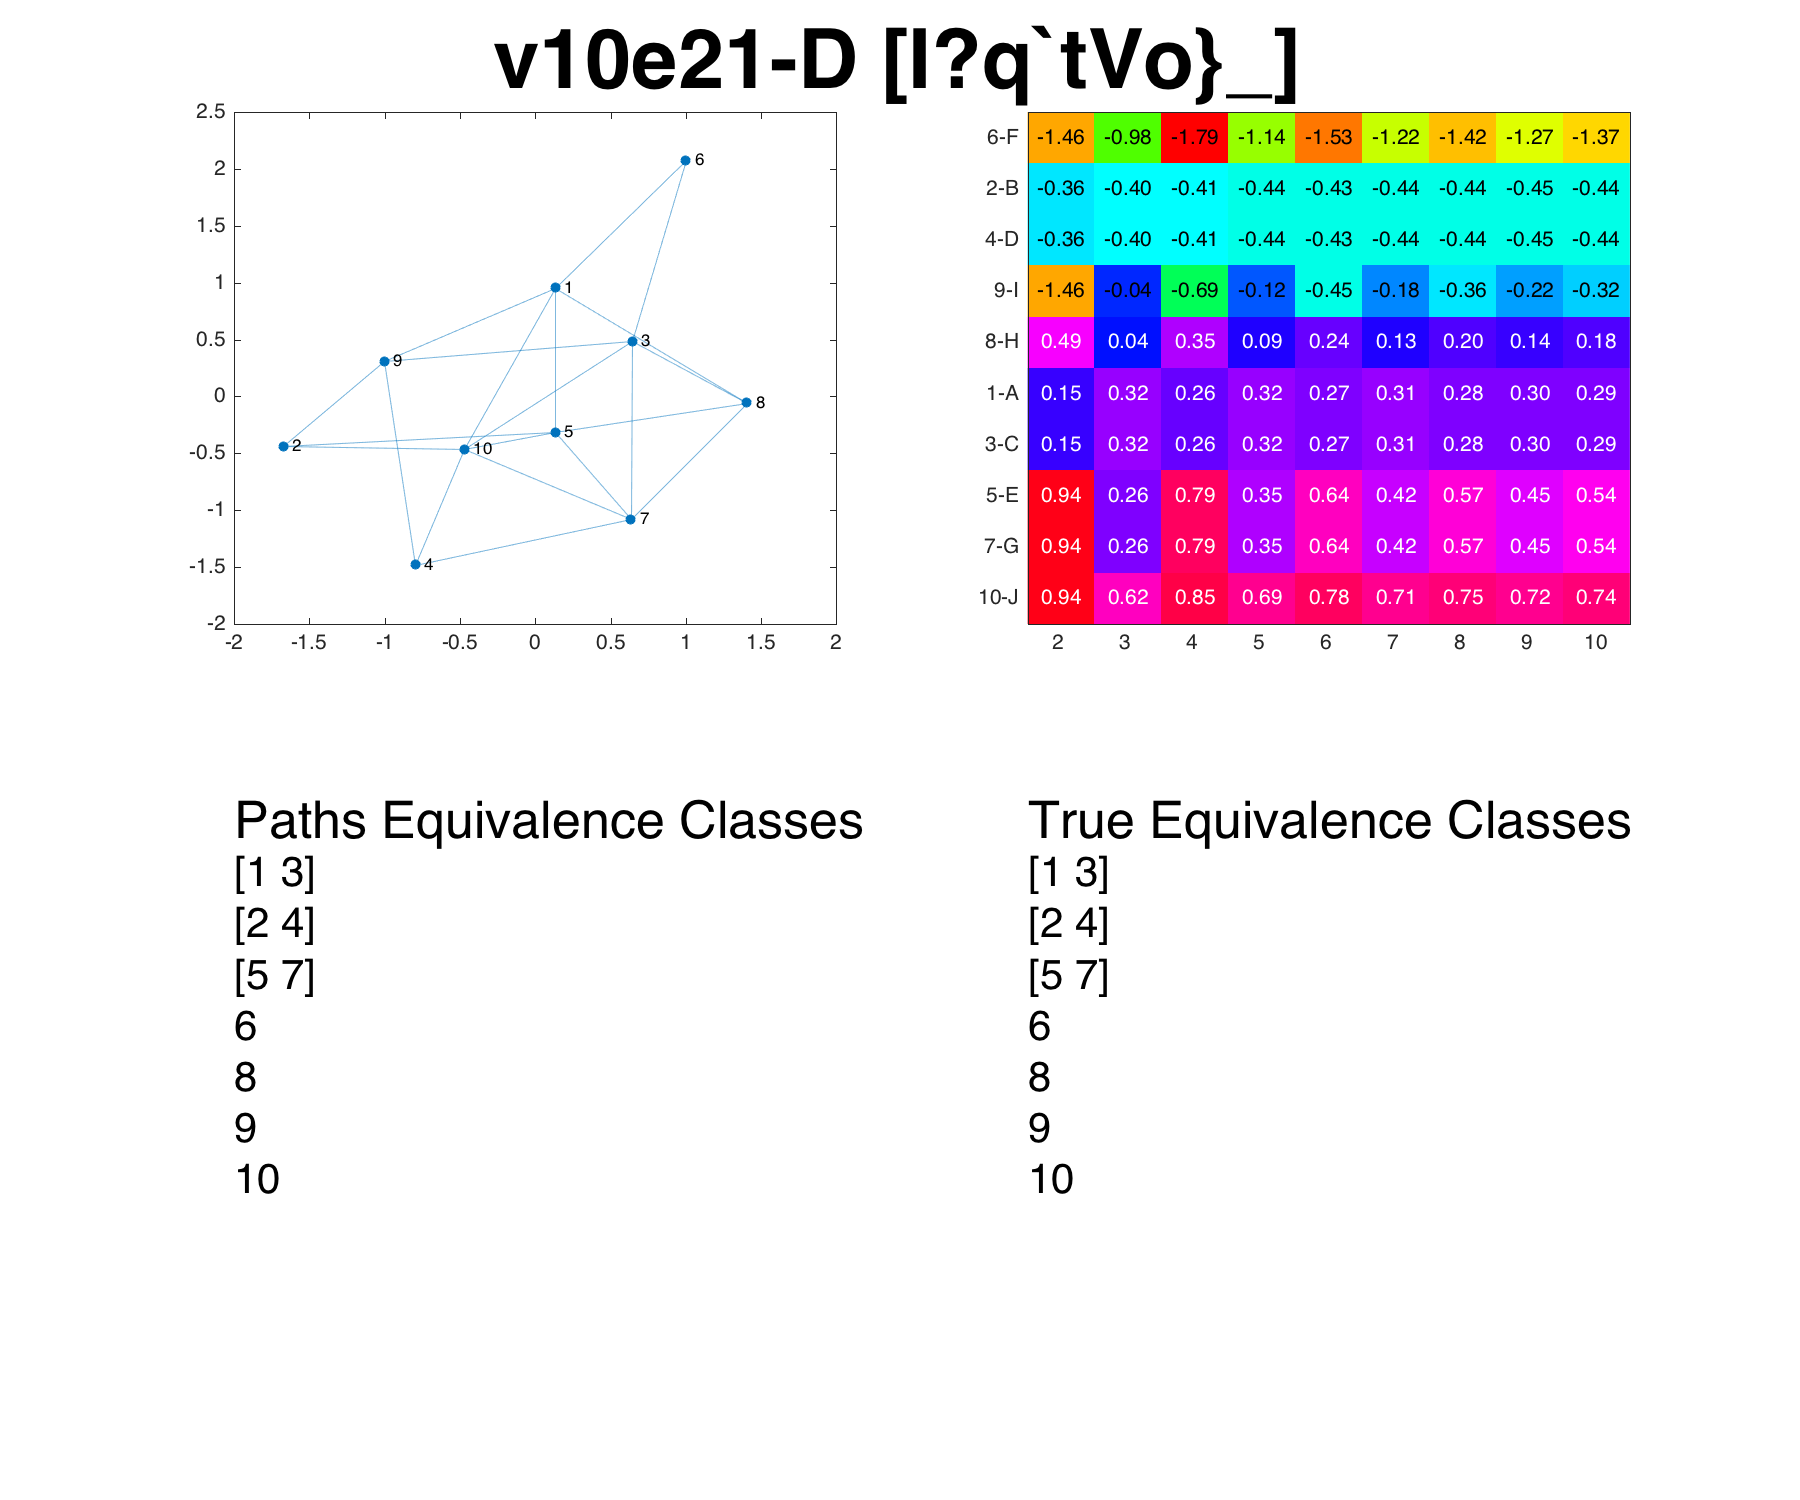 v10e21-D [I?q`tVo}_]
2.5
2
1.5
1
0.5
0
-0.5
-1
-1.5
-2
-2 -1.5 -1 -0.5 0 0.5 1 1.5 2
6
1
3
9
8
5
2
10
7
4
6-F -1.46 -0.98 -1.79 -1.14 -1.53 -1.22 -1.42 -1.27 -1.37
2-B -0.36 -0.40 -0.41 -0.44 -0.43 -0.44 -0.44 -0.45 -0.44
4-D -0.36 -0.40 -0.41 -0.44 -0.43 -0.44 -0.44 -0.45 -0.44
9-I -1.46 -0.04 -0.69 -0.12 -0.45 -0.18 -0.36 -0.22 -0.32
8-H 0.49 0.04 0.35 0.09 0.24 0.13 0.20 0.14 0.18
1-A 0.15 0.32 0.26 0.32 0.27 0.31 0.28 0.30 0.29
3-C 0.15 0.32 0.26 0.32 0.27 0.31 0.28 0.30 0.29
5-E 0.94 0.26 0.79 0.35 0.64 0.42 0.57 0.45 0.54
7-G 0.94 0.26 0.79 0.35 0.64 0.42 0.57 0.45 0.54
10-J 0.94 0.62 0.85 0.69 0.78 0.71 0.75 0.72 0.74
2 3 4 5 6 7 8 9 10
Paths Equivalence Classes
[1 3]
[2 4]
[5 7]
6
8
9
10
True Equivalence Classes
[1 3]
[2 4]
[5 7]
6
8
9
10